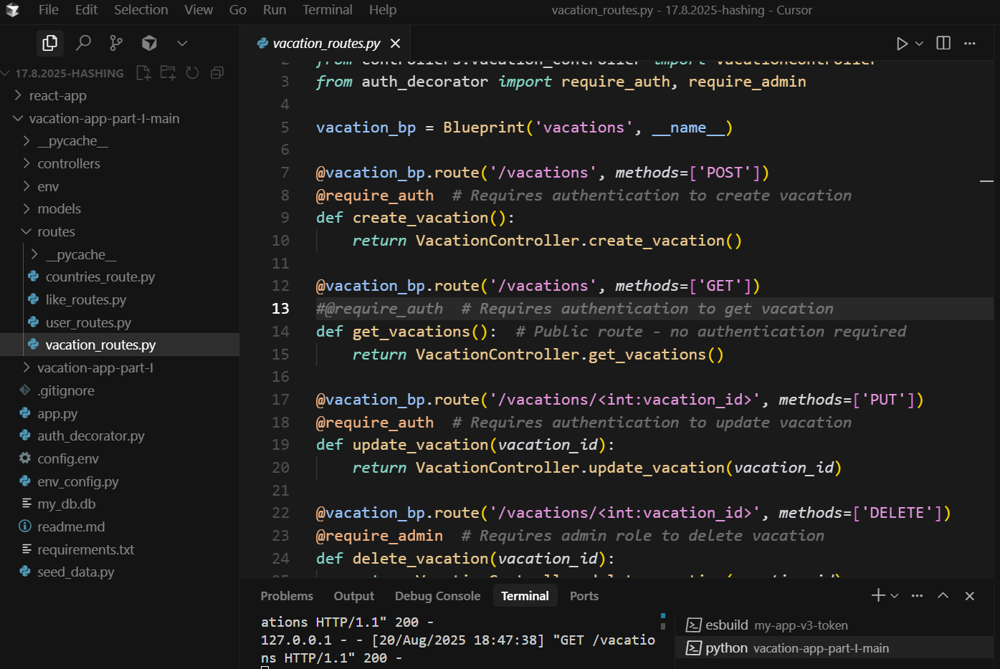 File Edit Selection View Go Run Terminal Help
vacation_routes.py - 17.8.2025-hashing - Cursor
17.8.2025-HASHING
react-app
vacation-app-part-I-main
__pycache__
controllers
env
models
routes
__pycache__
countries_route.py
like_routes.py
user_routes.py
vacation_routes.py
vacation-app-part-I
.gitignore
app.py
auth_decorator.py
config.env
env_config.py
my_db.db
readme.md
requirements.txt
seed_data.py
vacation_routes.py
2 from controllers.vacation_controller import VacationController
3 from auth_decorator import require_auth, require_admin
4
5 vacation_bp = Blueprint('vacations', __name__)
6
7 @vacation_bp.route('/vacations', methods=['POST'])
8 @require_auth  # Requires authentication to create vacation
9 def create_vacation():
10     return VacationController.create_vacation()
11
12 @vacation_bp.route('/vacations', methods=['GET'])
13 #@require_auth  # Requires authentication to get vacation
14 def get_vacations():  # Public route - no authentication required
15     return VacationController.get_vacations()
16
17 @vacation_bp.route('/vacations/<int:vacation_id>', methods=['PUT'])
18 @require_auth  # Requires authentication to update vacation
19 def update_vacation(vacation_id):
20     return VacationController.update_vacation(vacation_id)
21
22 @vacation_bp.route('/vacations/<int:vacation_id>', methods=['DELETE'])
23 @require_admin  # Requires admin role to delete vacation
24 def delete_vacation(vacation_id):
Problems Output Debug Console Terminal Ports
ations HTTP/1.1" 200 -
127.0.0.1 - - [20/Aug/2025 18:47:38] "GET /vacatio
ns HTTP/1.1" 200 -
esbuild my-app-v3-token
python vacation-app-part-I-main